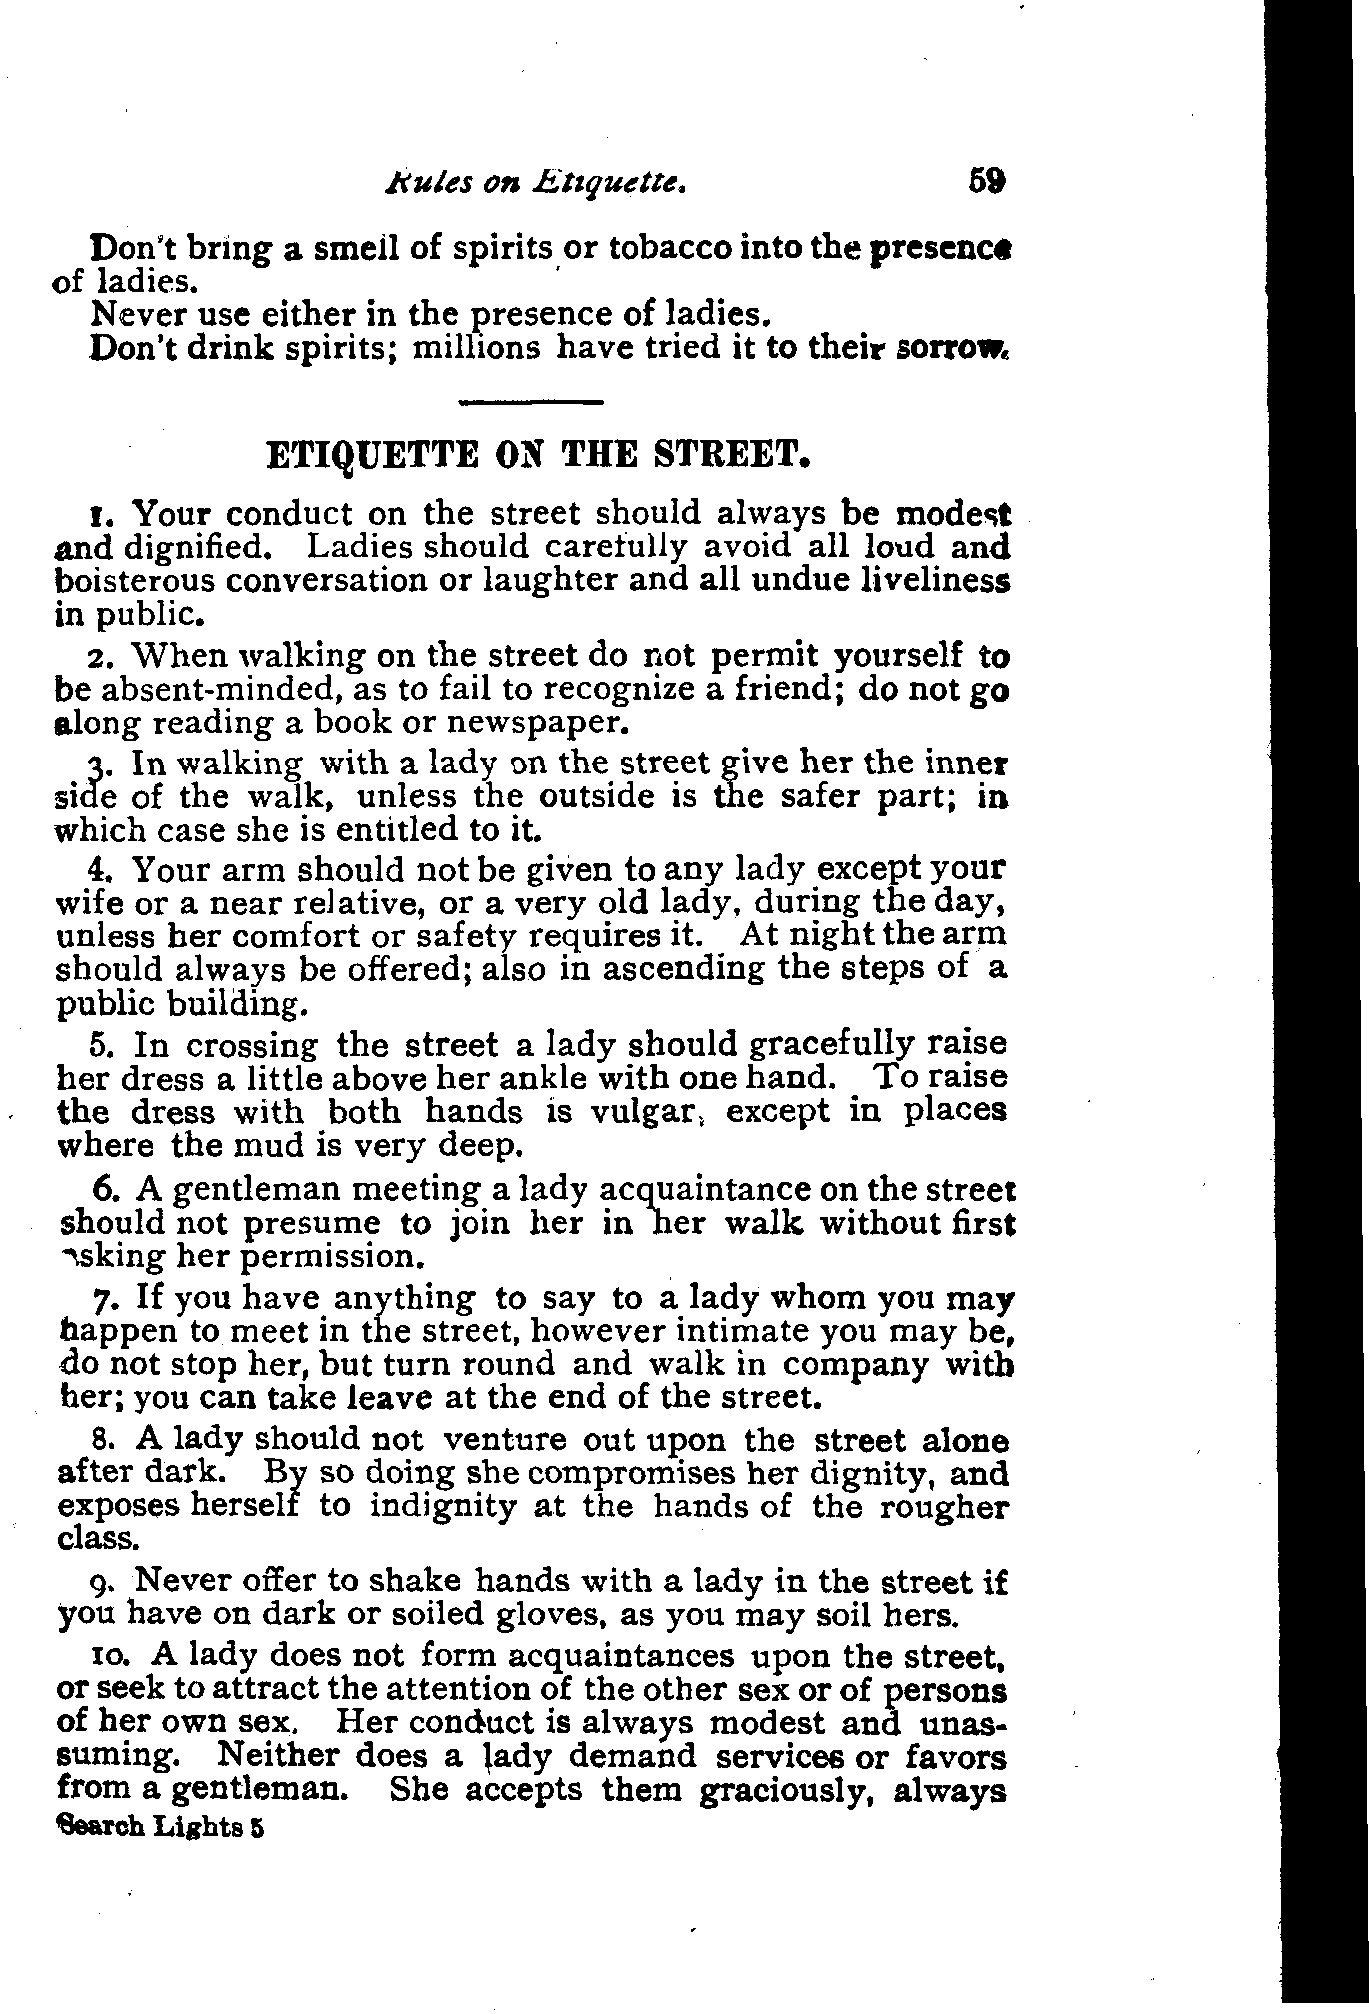 Rules on Etiquette. 59
Don't bring a smell of spirits or tobacco into the presence
of ladies.
Never use either in the presence of ladies.
Don't drink spirits; millions have tried it to their sorrow.
ETIQUETTE ON THE STREET.
1. Your conduct on the street should always be modest
and dignified. Ladies should carefully avoid all loud and
boisterous conversation or laughter and all undue liveliness
in public.
2. When walking on the street do not permit yourself to
be absent-minded, as to fail to recognize a friend; do not go
along reading a book or newspaper.
3. In walking with a lady on the street give her the inner
side of the walk, unless the outside is the safer part; in
which case she is entitled to it.
4. Your arm should not be given to any lady except your
wife or a near relative, or a very old lady, during the day,
unless her comfort or safety requires it. At night the arm
should always be offered; also in ascending the steps of a
public building.
5. In crossing the street a lady should gracefully raise
her dress a little above her ankle with one hand. To raise
the dress with both hands is vulgar, except in places
where the mud is very deep.
6. A gentleman meeting a lady acquaintance on the street
should not presume to join her in her walk without first
asking her permission.
7. If you have anything to say to a lady whom you may
happen to meet in the street, however intimate you may be,
do not stop her, but turn round and walk in company with
her; you can take leave at the end of the street.
8. A lady should not venture out upon the street alone
after dark. By so doing she compromises her dignity, and
exposes herself to indignity at the hands of the rougher
class.
9. Never offer to shake hands with a lady in the street if
you have on dark or soiled gloves, as you may soil hers.
10. A lady does not form acquaintances upon the street,
or seek to attract the attention of the other sex or of persons
of her own sex. Her conduct is always modest and unas-
suming. Neither does a lady demand services or favors
from a gentleman. She accepts them graciously, always
Search Lights 5